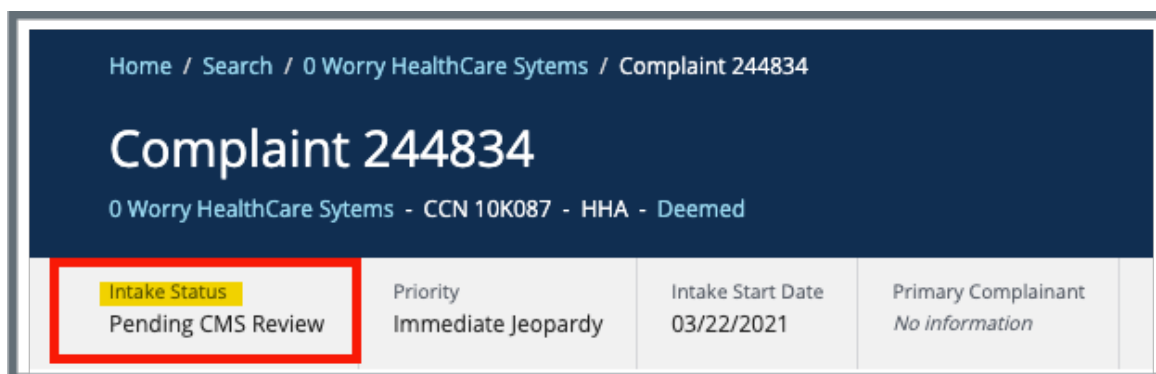 Home / Search / 0 Worry HealthCare Sytems / Complaint 244834
Complaint 244834
0 Worry HealthCare Sytems - CCN 10K087 - HHA - Deemed
Intake Status Priority Intake Start Date Primary Complainant
Pending CMS Review Immediate Jeopardy 03/22/2021 No information